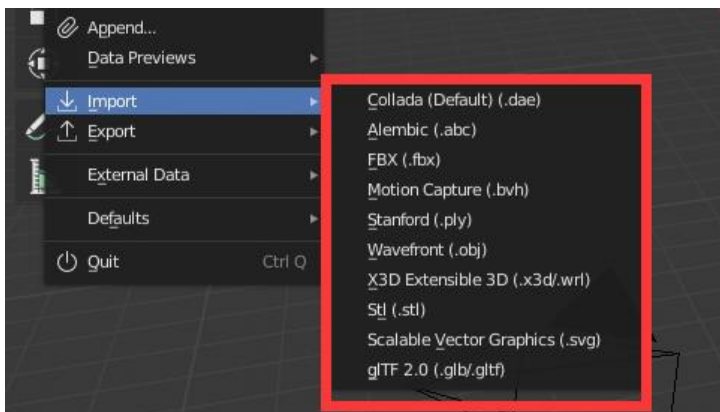 Append...
Data Previews
Import
Export
External Data
Defaults
Quit Ctrl Q
Collada (Default) (.dae)
Alembic (.abc)
FBX (.fbx)
Motion Capture (.bvh)
Stanford (.ply)
Wavefront (.obj)
X3D Extensible 3D (.x3d/.wrl)
Stl (.stl)
Scalable Vector Graphics (.svg)
glTF 2.0 (.glb/.gltf)